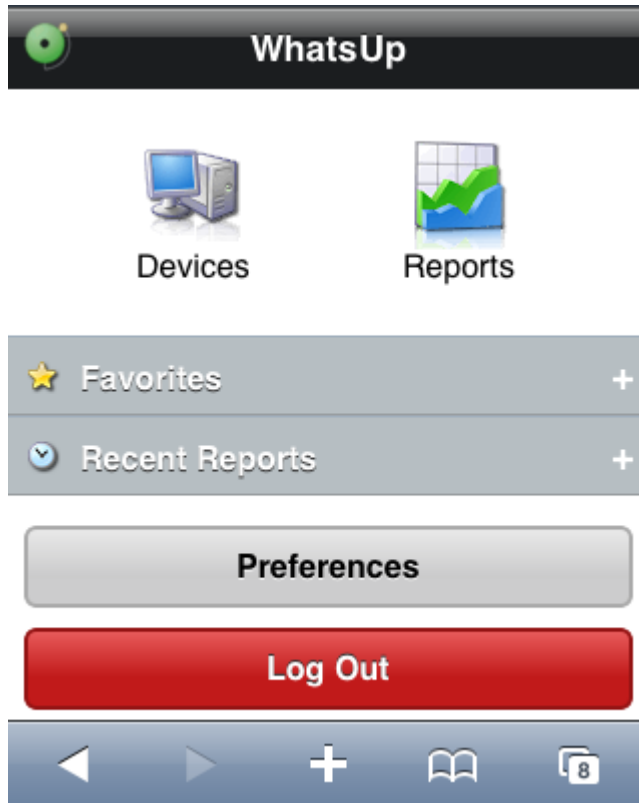 WhatsUp
Devices Reports
Favorites +
Recent Reports +
Preferences
Log Out
8